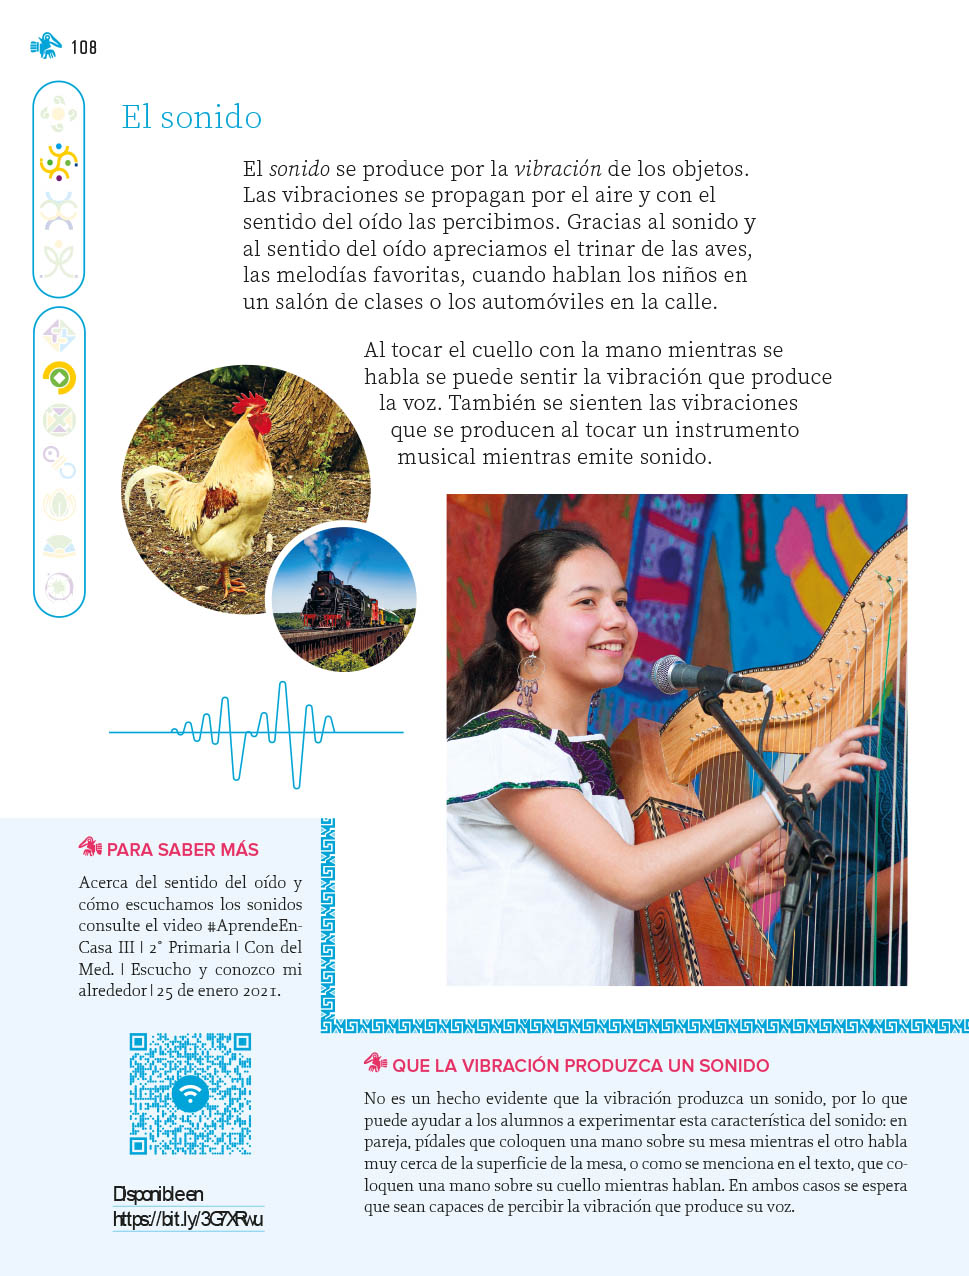 108
El sonido
El sonido se produce por la vibración de los objetos.
Las vibraciones se propagan por el aire y con el
sentido del oído las percibimos. Gracias al sonido y
al sentido del oído apreciamos el trinar de las aves,
las melodías favoritas, cuando hablan los niños en
un salón de clases o los automóviles en la calle.
Al tocar el cuello con la mano mientras se
habla se puede sentir la vibración que produce
la voz. También se sienten las vibraciones
que se producen al tocar un instrumento
musical mientras emite sonido.
PARA SABER MÁS
Acerca del sentido del oído y
cómo escuchamos los sonidos
consulte el video #AprendeEn-
Casa III | 2° Primaria | Con del
Med. | Escucho y conozco mi
alrededor | 25 de enero 2021.
Disponible en
https://bit.ly/3G7XRwu
QUE LA VIBRACIÓN PRODUZCA UN SONIDO
No es un hecho evidente que la vibración produzca un sonido, por lo que
puede ayudar a los alumnos a experimentar esta característica del sonido: en
pareja, pídales que coloquen una mano sobre su mesa mientras el otro habla
muy cerca de la superficie de la mesa, o como se menciona en el texto, que co-
loquen una mano sobre su cuello mientras hablan. En ambos casos se espera
que sean capaces de percibir la vibración que produce su voz.